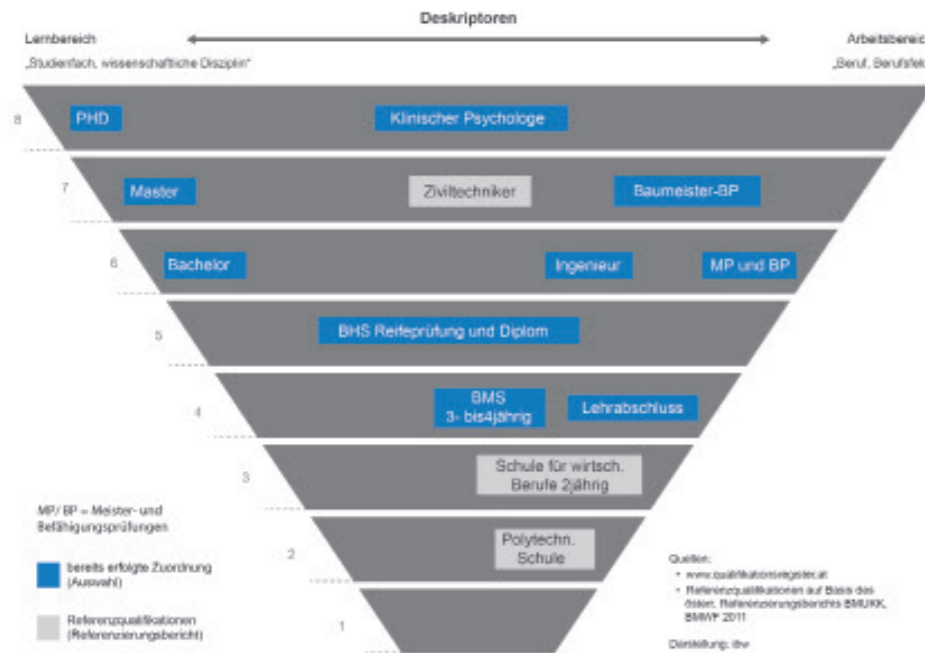 Deskriptoren
Lernbereich
Arbeitsbereic
„Studienfach, wissenschaftliche Disziplin“
„Beruf, Berufsfek
8
PHD
Klinischer Psychologe
7
Master
Ziviltechniker
Baumeister-BP
6
Bachelor
Ingenieur
MP und BP
5
BHS Reifeprüfung und Diplom
4
BMS
3- bis4jährig
Lehrabschluss
3
Schule für wirtsch.
Berufe 2jährig
2
Polytechn.
Schule
1
MP/ BP = Meister- und
Befähigungsprüfungen
bereits erfolgte Zuordnung
(Auswahl)
Referenzqualifikationen
(Referenzierungsbericht)
Quellen:
• www.qualifikationsregister.at
• Referenzqualifikationen auf Basis des
österr. Referenzierungsberichts BMUKK,
BMWF 2011
Darstellung: ibw